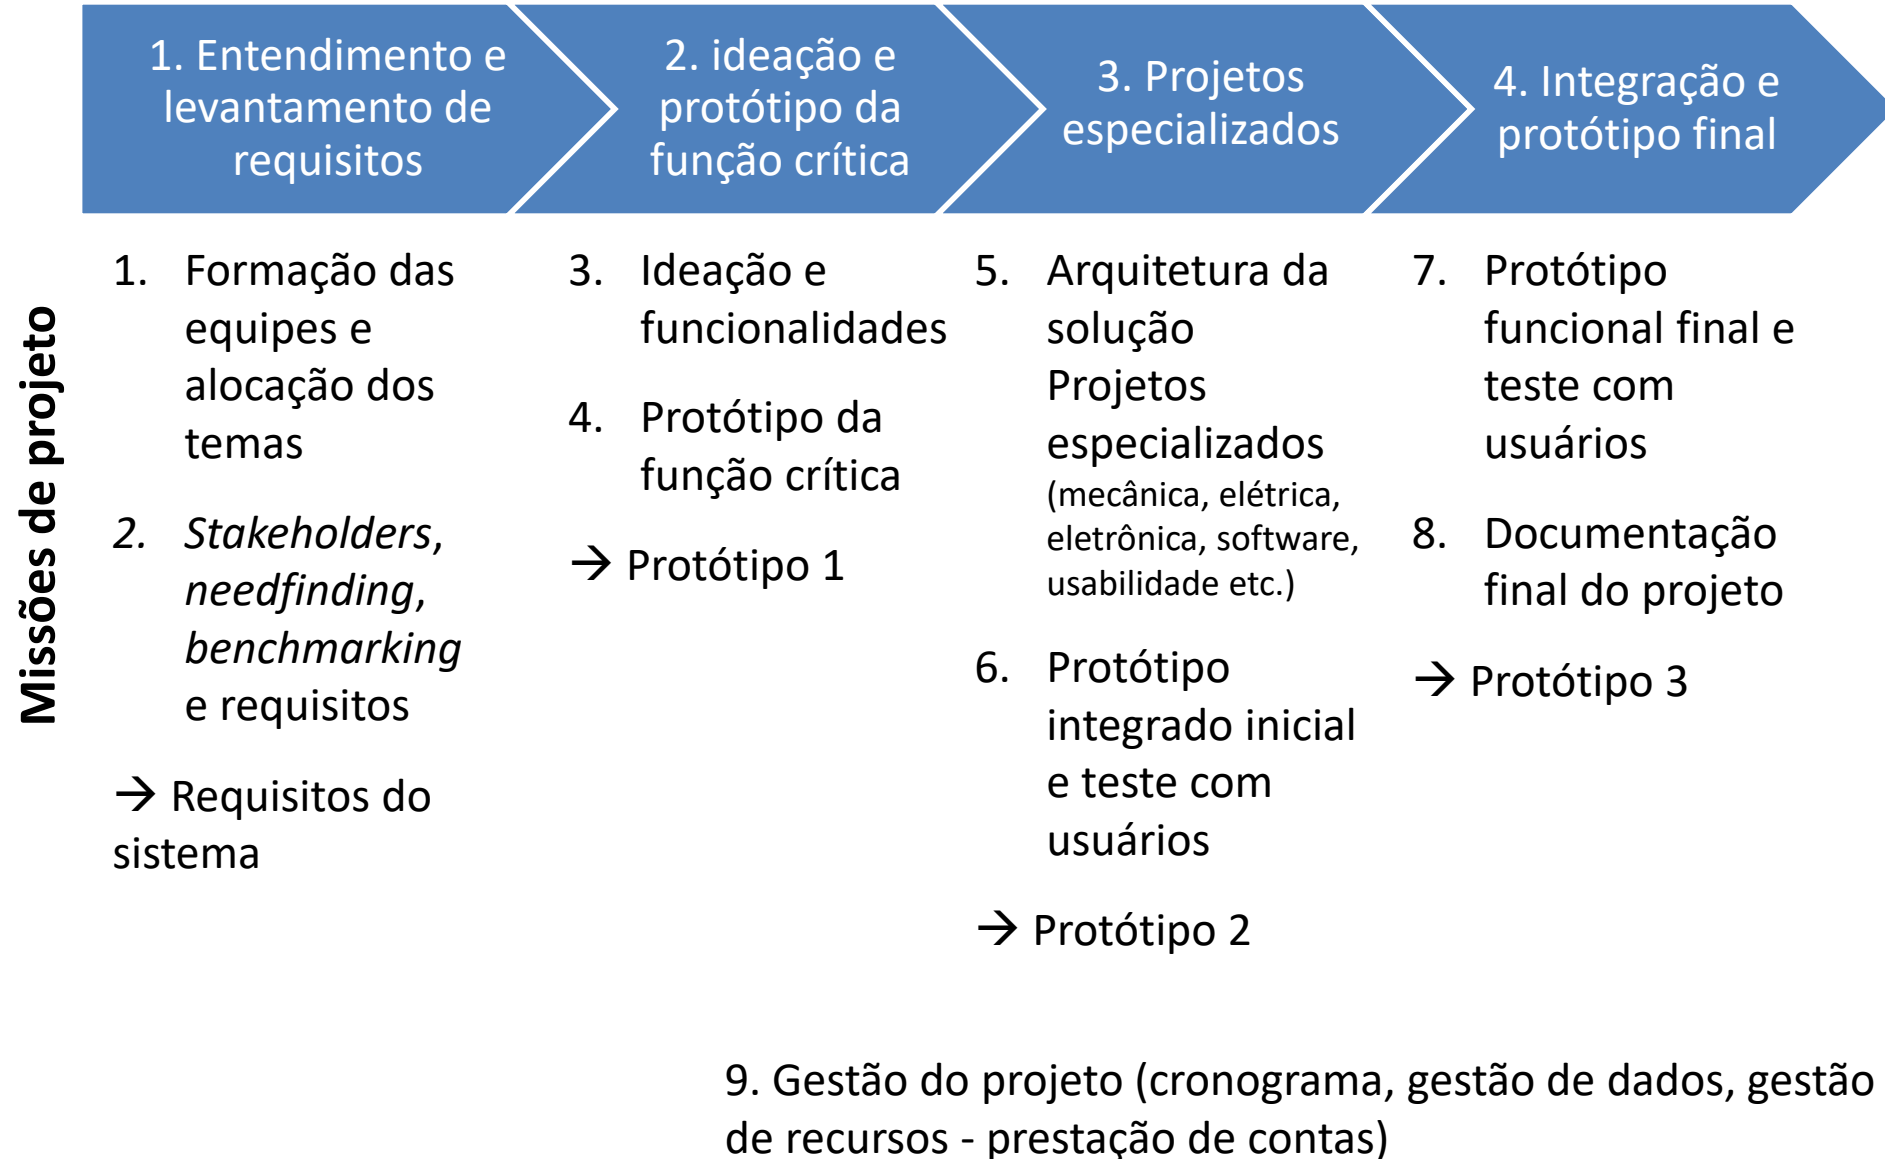 1. Entendimento e
levantamento de
requisitos
2. ideação e
protótipo da
função crítica
3. Projetos
especializados
4. Integração e
protótipo final
Missões de projeto
1. Formação das
equipes e
alocação dos
temas
2. Stakeholders,
needfinding,
benchmarking
e requisitos
→ Requisitos do
sistema
3. Ideação e
funcionalidades
4. Protótipo da
função crítica
→ Protótipo 1
5. Arquitetura da
solução
Projetos
especializados
(mecânica, elétrica,
eletrônica, software,
usabilidade etc.)
6. Protótipo
integrado inicial
e teste com
usuários
→ Protótipo 2
7. Protótipo
funcional final e
teste com
usuários
8. Documentação
final do projeto
→ Protótipo 3
9. Gestão do projeto (cronograma, gestão de dados, gestão
de recursos - prestação de contas)